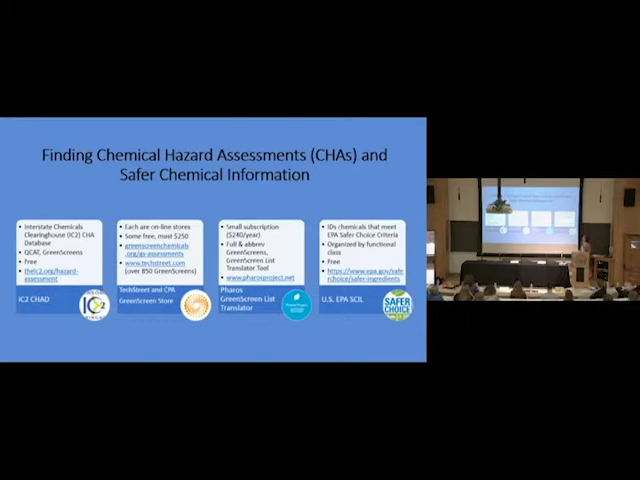 Finding Chemical Hazard Assessments (CHAs) and
Safer Chemical Information
• Interstate Chemicals
Clearinghouse (IC2) CHA
Database
• QCAT, GreenScreens
• Free
• theic2.org/hazard-
assessment
IC2 CHAD
• Each are on-line stores
• Some free, most $250
• greenscreenchemicals
.org/gs-assessments
• www.techstreet.com
(over 850 GreenScreens)
TechStreet and CPA
GreenScreen Store
• Small subscription
($240/year)
• Full & abbrev
GreenScreens,
GreenScreen List
Translator Tool
• www.pharosproject.net
Pharos
GreenScreen List
Translator
• IDs chemicals that meet
EPA Safer Choice Criteria
• Organized by functional
class
• Free
• https://www.epa.gov/safe
rchoice/safer-ingredients
U.S. EPA SCIL
SAFER
CHOICE